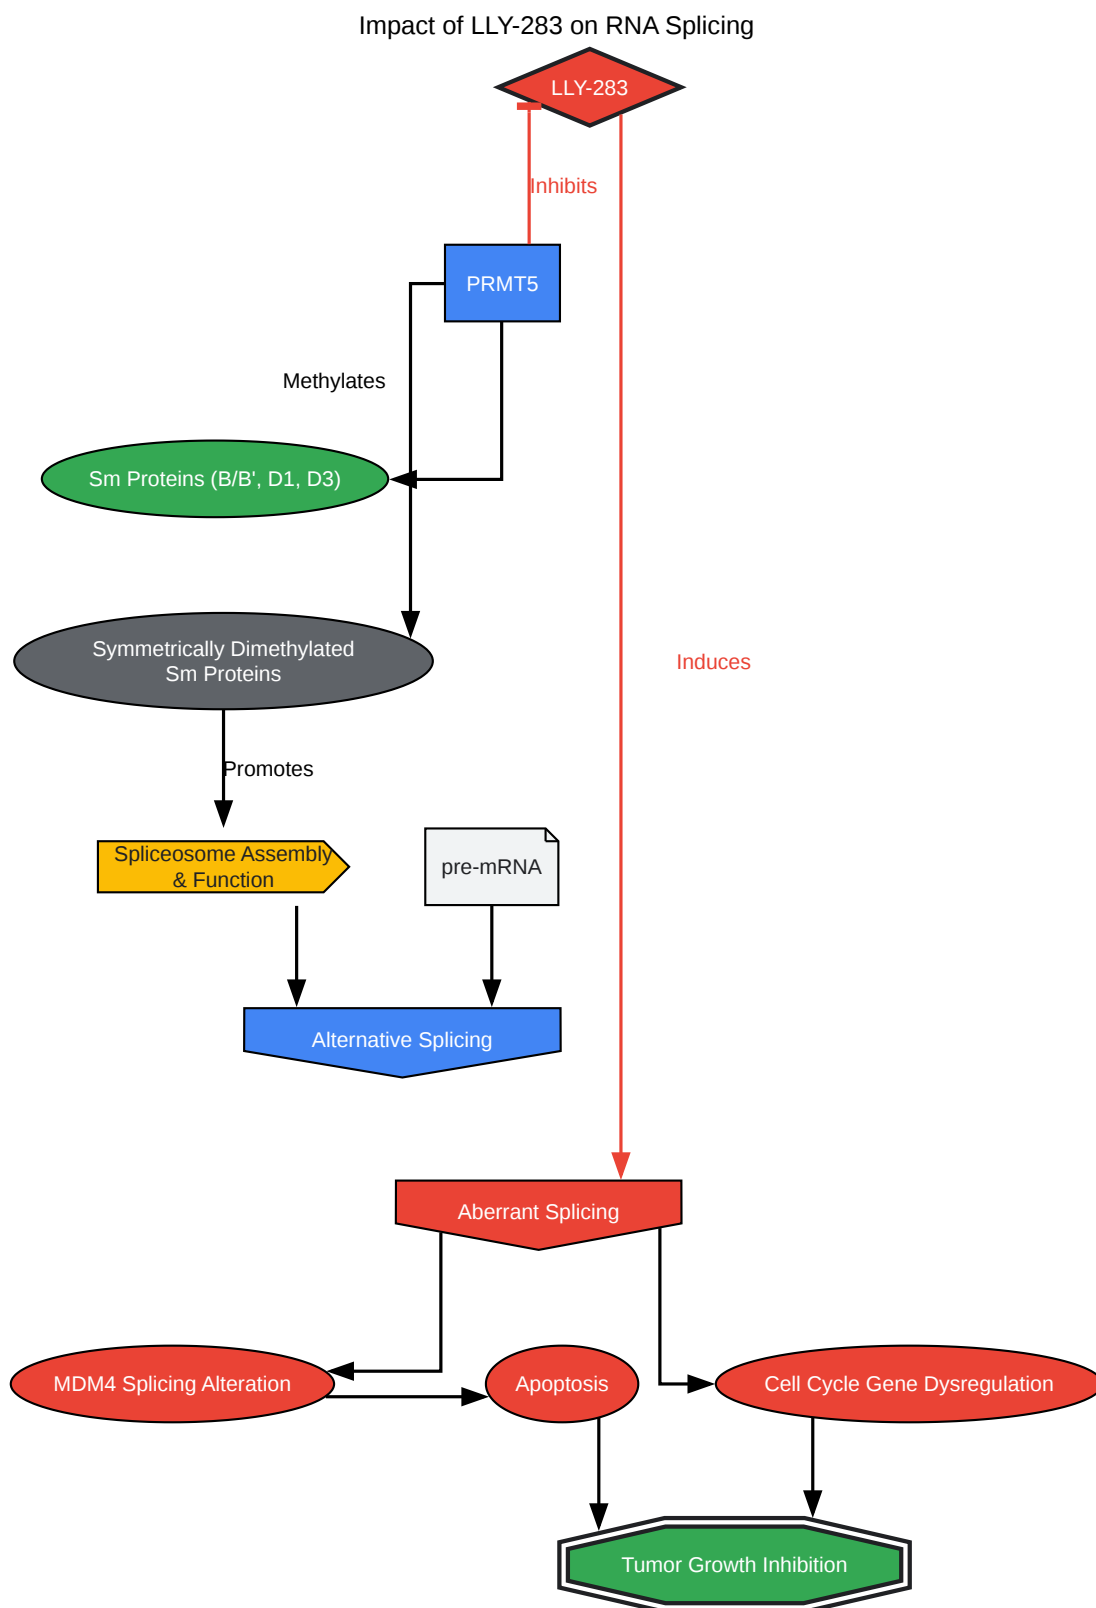 Impact of LLY-283 on RNA Splicing
LLY-283
Inhibits
PRMT5
Methylates
Sm Proteins (B/B', D1, D3)
Symmetrically Dimethylated
Sm Proteins
Induces
Promotes
Spliceosome Assembly
& Function
pre-mRNA
Alternative Splicing
Aberrant Splicing
MDM4 Splicing Alteration
Apoptosis
Cell Cycle Gene Dysregulation
Tumor Growth Inhibition